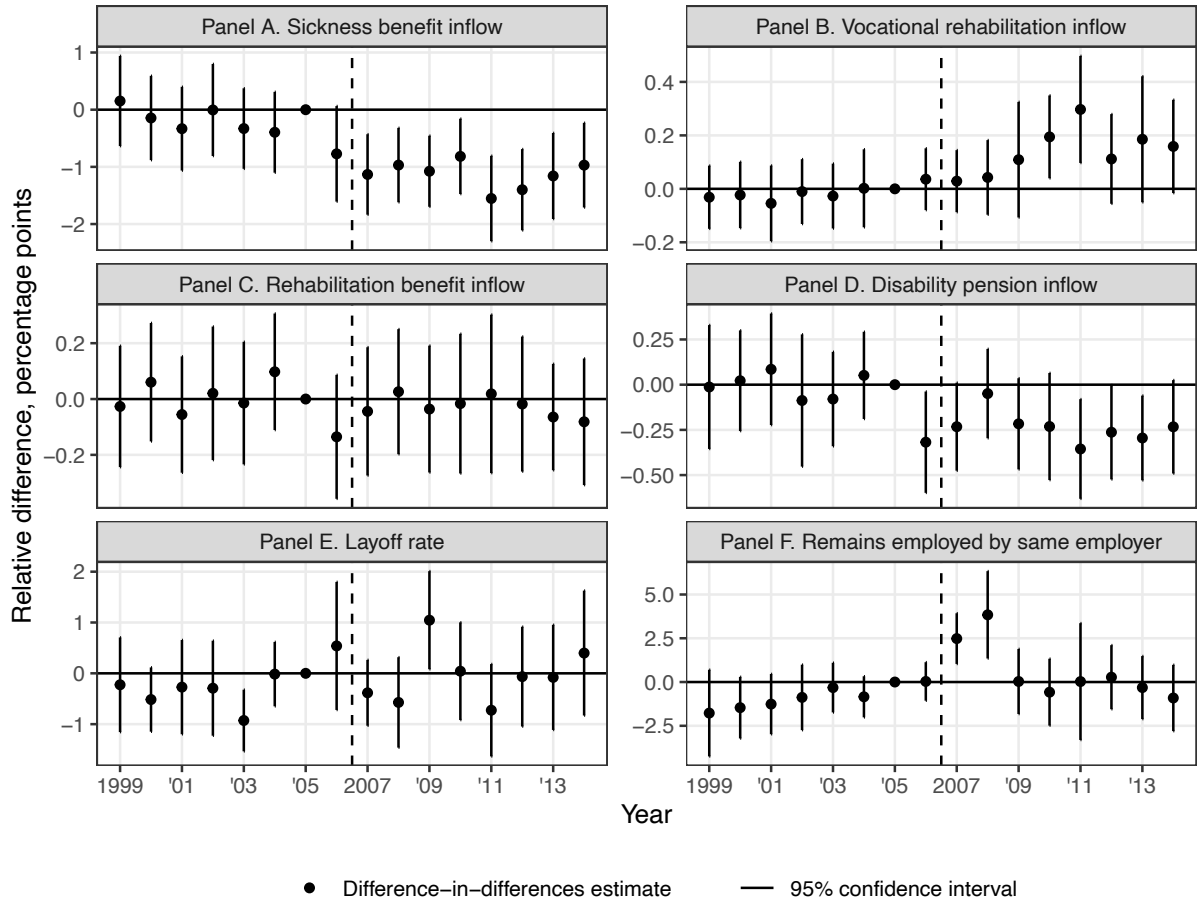 Panel A. Sickness benefit inflow
Panel B. Vocational rehabilitation inflow
1
0
−1
−2
0.4
0.2
0.0
−0.2
Panel C. Rehabilitation benefit inflow
Panel D. Disability pension inflow
0.2
0.0
−0.2
0.25
0.00
−0.25
−0.50
Panel E. Layoff rate
Panel F. Remains employed by same employer
2
1
0
−1
5.0
2.5
0.0
−2.5
1999 '01 '03 '05 2007 '09 '11 '13
1999 '01 '03 '05 2007 '09 '11 '13
Relative difference, percentage points
Year
Difference−in−differences estimate
95% confidence interval